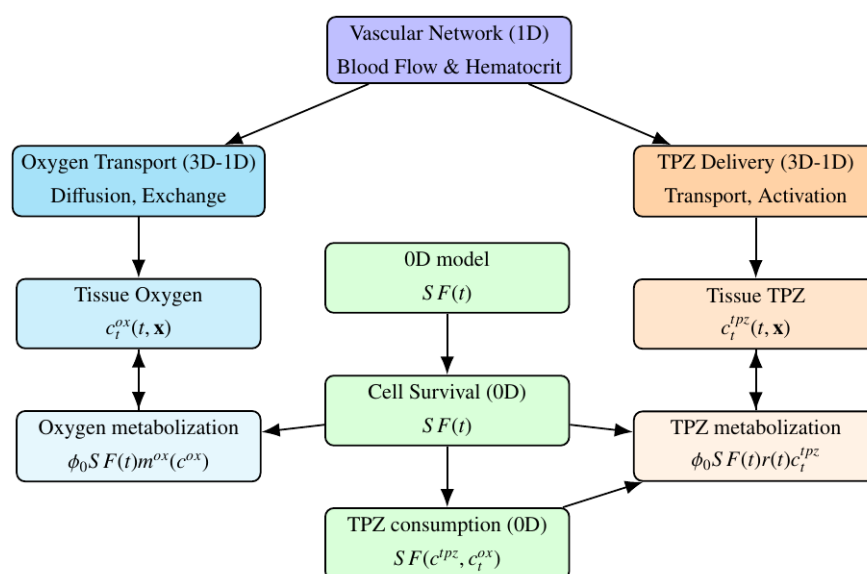 Vascular Network (1D)
Blood Flow & Hematocrit
Oxygen Transport (3D-1D)
Diffusion, Exchange
TPZ Delivery (3D-1D)
Transport, Activation
0D model
SF(t)
Tissue Oxygen
c_t^{ox}(t, x)
Tissue TPZ
c_t^{tpz}(t, x)
Cell Survival (0D)
SF(t)
Oxygen metabolization
ϕ₀SF(t)m^{ox}(c^{ox})
TPZ metabolization
ϕ₀SF(t)r(t)c_t^{tpz}
TPZ consumption (0D)
SF(c^{tpz}, c_t^{ox})